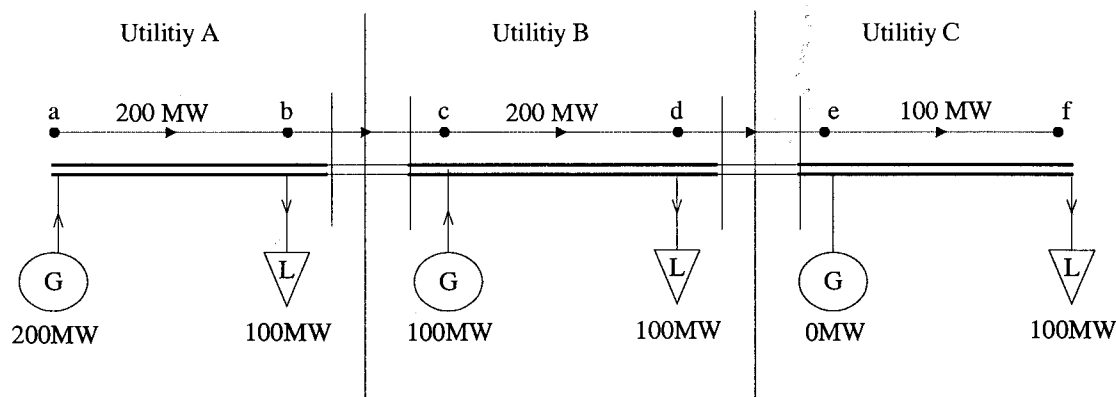 Utilitiy A
Utilitiy B
Utilitiy C
a 200 MW b c 200 MW d e 100 MW f
G L G L G L
200MW 100MW 100MW 100MW 0MW 100MW